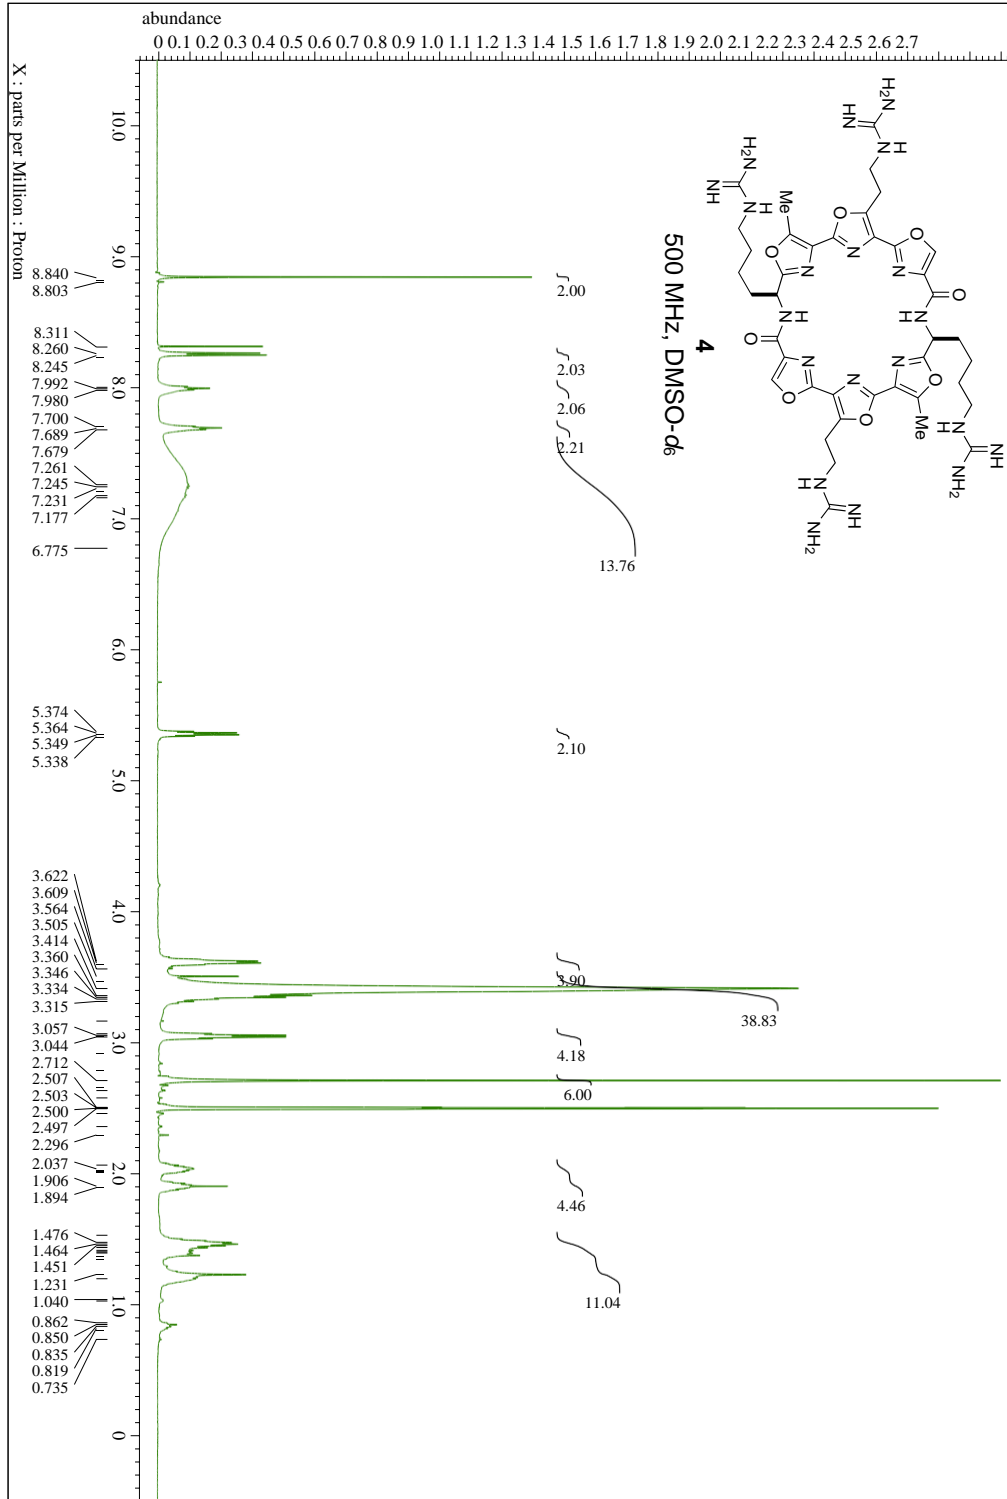 abundance
0 0.1 0.2 0.3 0.4 0.5 0.6 0.7 0.8 0.9 1.0 1.1 1.2 1.3 1.4 1.5 1.6 1.7 1.8 1.9 2.0 2.1 2.2 2.3 2.4 2.5 2.6 2.7
X : parts per Million : Proton
10.0
9.0
8.0
7.0
6.0
5.0
4.0
3.0
2.0
1.0
0
8.840
8.803
8.311
8.260
8.245
7.992
7.980
7.700
7.689
7.679
7.261
7.245
7.231
7.177
6.775
5.374
5.364
5.349
5.338
3.622
3.609
3.564
3.505
3.414
3.360
3.346
3.334
3.315
3.057
3.044
2.712
2.507
2.503
2.500
2.497
2.296
2.037
1.906
1.894
1.476
1.464
1.451
1.231
1.040
0.862
0.850
0.835
0.819
0.735
2.00
2.03
2.06
2.21
13.76
2.10
3.90
38.83
4.18
6.00
4.46
11.04
H2N
HN
N
H
H2N
NH
N
H
Me
O
N
O
N
O
N
O
N
H
N
H
O
O
N
N
O
N
O
Me
N
H
NH
NH2
N
H
NH
NH2
4
500 MHz, DMSO-d6